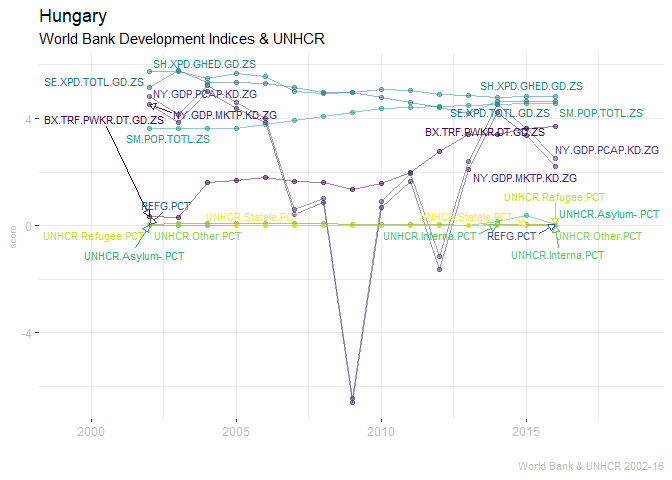 Hungary
World Bank Development Indices & UNHCR
SH.XPD.GHED.GD.ZS
SE.XPD.TOTL.GD.ZS
SH.XPD.GHED.GD.ZS
NY.GDP.PCAP.KD.ZG
NY.GDP.MKTP.KD.ZG
SE.XPD.TOTL.GD.ZS
SM.POP.TOTL.ZS
4
BX.TRF.PWKR.DT.GD.ZS
BX.TRF.PWKR.DT.GD.ZS
SM.POP.TOTL.ZS
NY.GDP.PCAP.KD.ZG
NY.GDP.MKTP.KD.ZG
UNHCR.Refugee.PCT
REFG.PCT
UNHCR.Statele.PCT
UNHCR.Statele.PCT
UNHCR.Asylum-.PCT
0
UNHCR.Refugee.PCT
UNHCR.Other.PCT
UNHCR.Interna.PCT
REFG.PCT
UNHCR.Other.PCT
UNHCR.Asylum-.PCT
UNHCR.Interna.PCT
score
-4
2000
2005
2010
2015
World Bank & UNHCR 2002-16